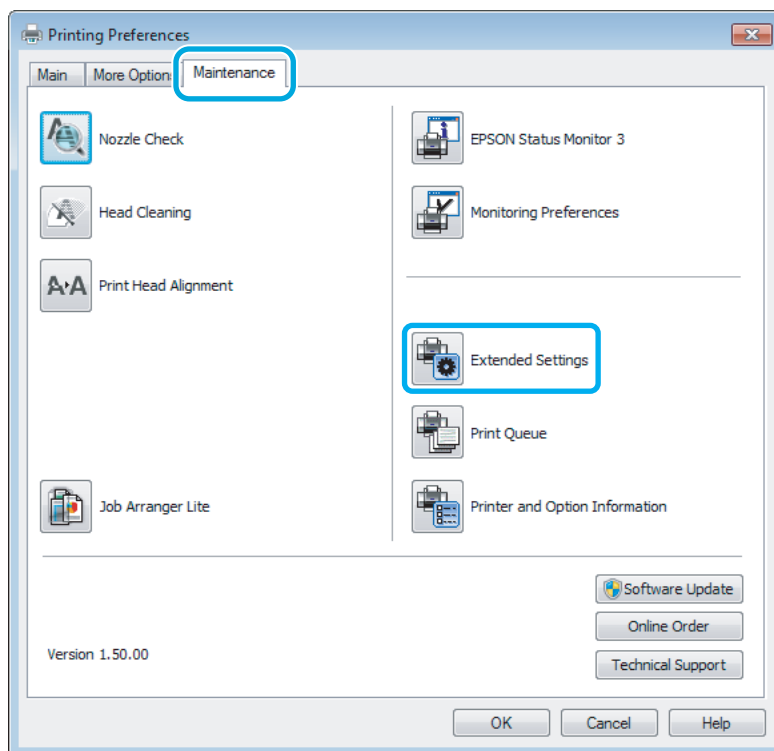 Printing Preferences
Main
More Option
Maintenance
Nozzle Check
Head Cleaning
A A Print Head Alignment
Job Arranger Lite
EPSON Status Monitor 3
Monitoring Preferences
Extended Settings
Print Queue
Printer and Option Information
Software Update
Online Order
Technical Support
Version 1.50.00
OK
Cancel
Help